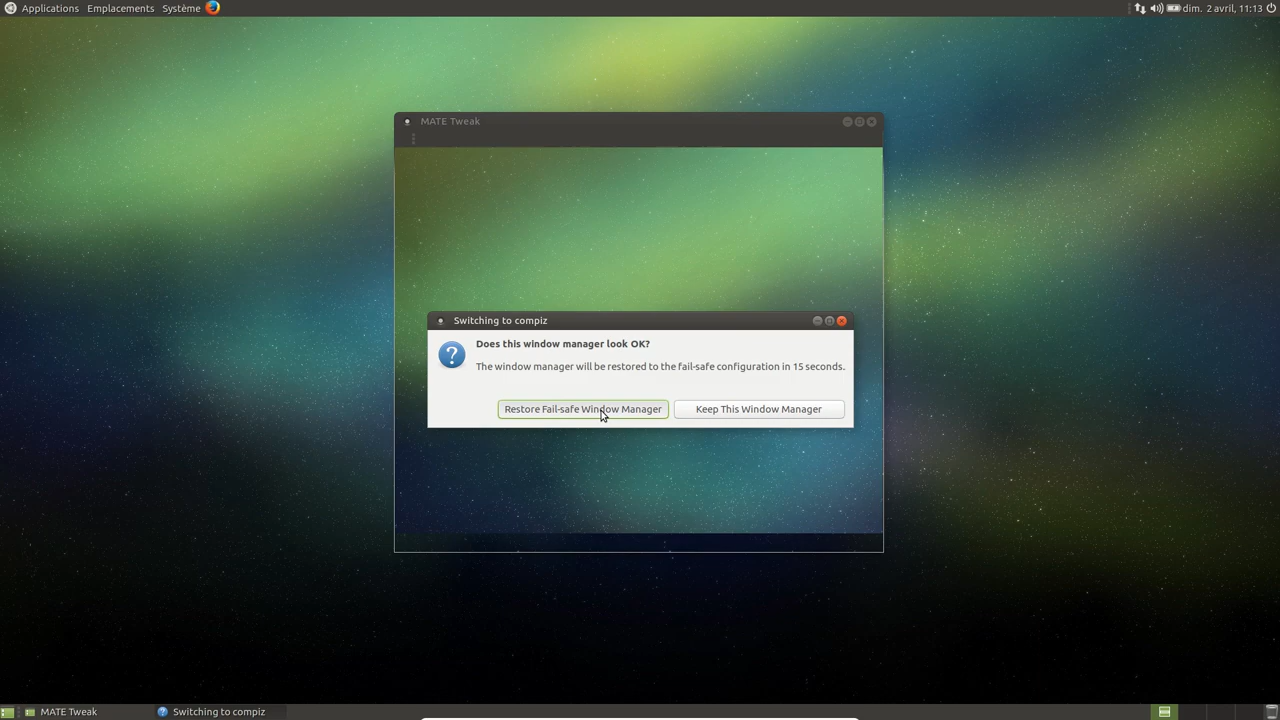 Applications Emplacements Système dim. 2 avril, 11:13
MATE Tweak
Switching to compiz
Does this window manager look OK?
The window manager will be restored to the fail-safe configuration in 15 seconds.
Restore Fail-safe Window Manager Keep This Window Manager
MATE Tweak Switching to compiz